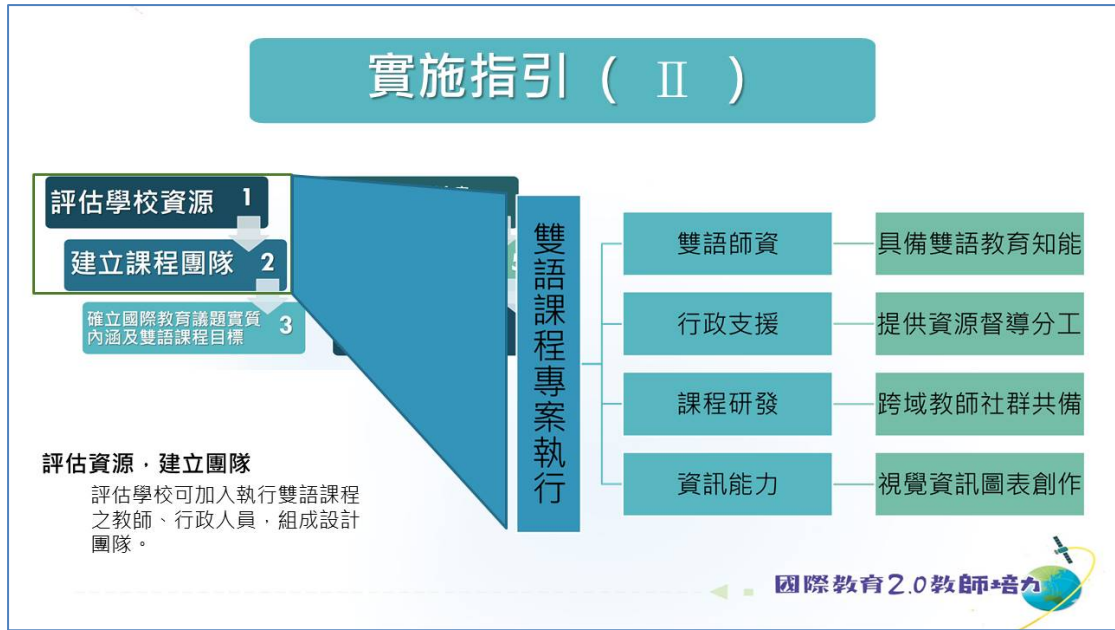 實施指引 ( Ⅱ )
評估學校資源 1
建立課程團隊 2
確立國際教育議題實質
內涵及雙語課程目標 3
評估資源，建立團隊
評估學校可加入執行雙語課程
之教師、行政人員，組成設計
團隊。
雙語課程專案執行
雙語師資
具備雙語教育知能
行政支援
提供資源督導分工
課程研發
跨域教師社群共備
資訊能力
視覺資訊圖表創作
國際教育2.0教師培力